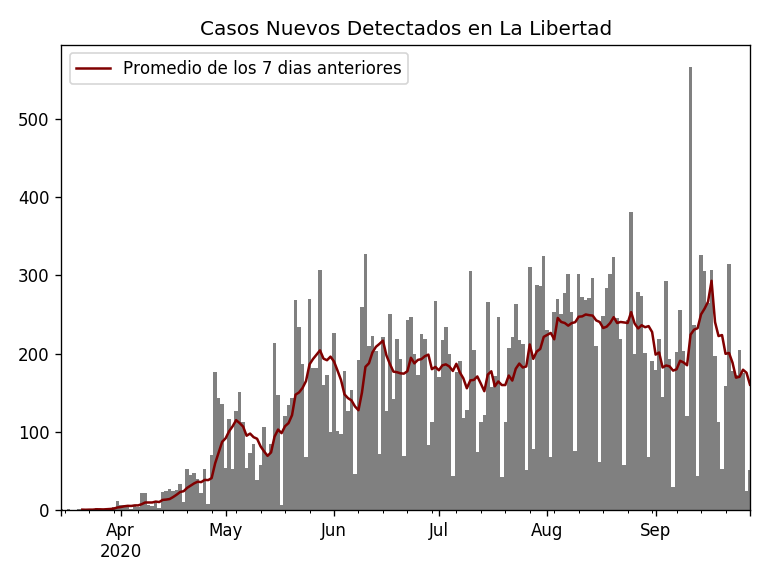 Casos Nuevos Detectados en La Libertad
Promedio de los 7 dias anteriores
500
400
300
200
100
0
Apr May Jun Jul Aug Sep
2020